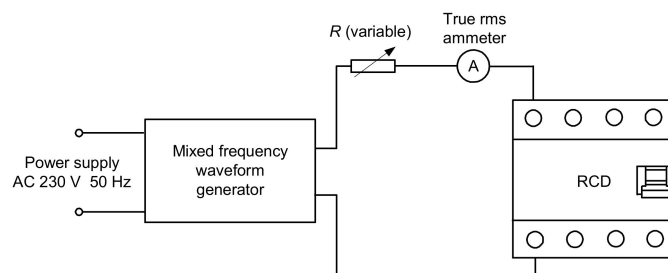 True rms
ammeter
R (variable)
A
Mixed frequency
waveform
generator
Power supply
AC 230 V 50 Hz
RCD